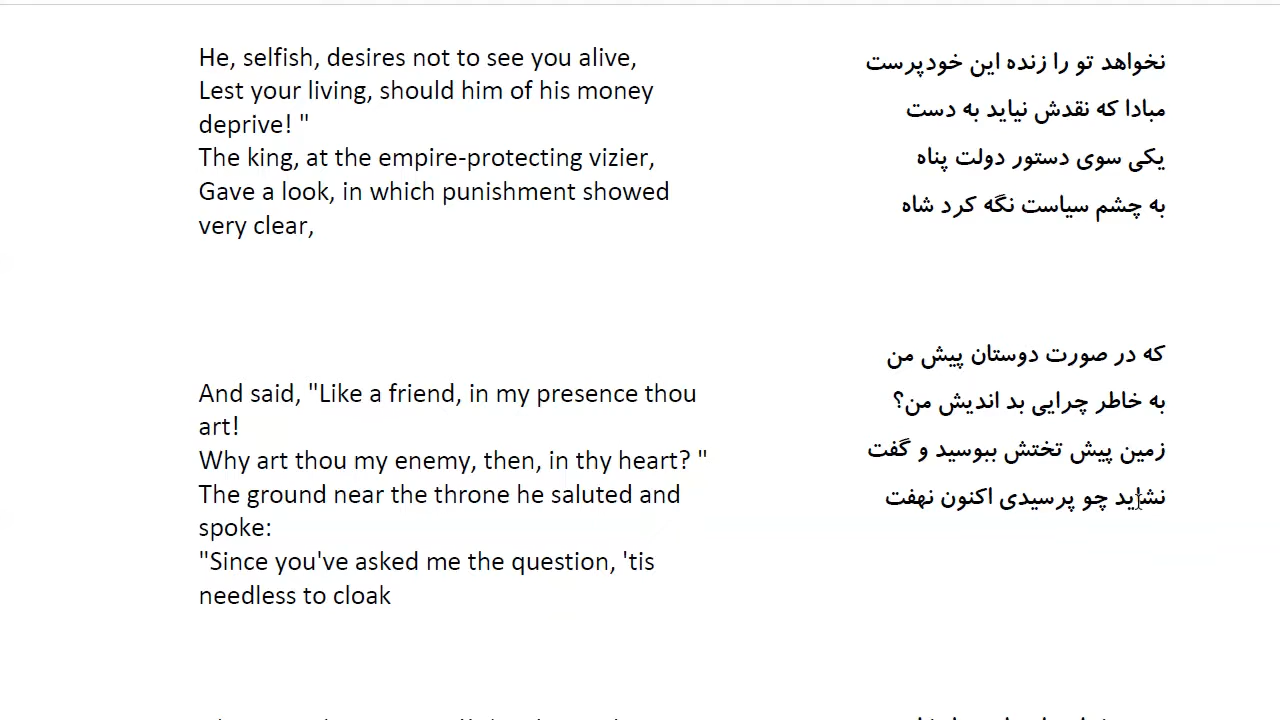 He, selfish, desires not to see you alive,
Lest your living, should him of his money
deprive! "
The king, at the empire-protecting vizier,
Gave a look, in which punishment showed
very clear,
And said, "Like a friend, in my presence thou
art!
Why art thou my enemy, then, in thy heart? "
The ground near the throne he saluted and
spoke:
"Since you've asked me the question, 'tis
needless to cloak
نخواهد تو را زنده این خودپرست
مبادا که نقدش نیاید به دست
یکی سوی دستور دولت پناه
به چشم سیاست نگه کرد شاه
که در صورت دوستان پیش من
به خاطر چرایی بد اندیش من؟
زمین پیش تختش ببوسید و گفت
نشاید چو پرسیدی اکنون نهفت